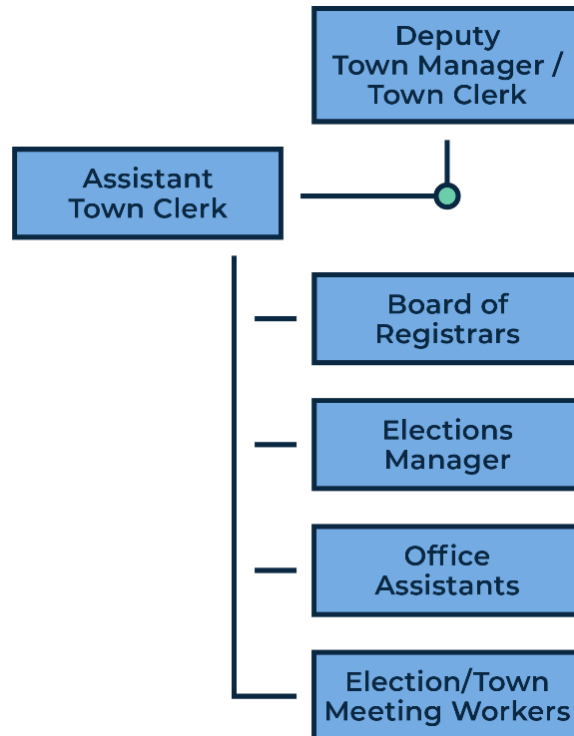 Deputy
Town Manager /
Town Clerk
Assistant
Town Clerk
Board of
Registrars
Elections
Manager
Office
Assistants
Election/Town
Meeting Workers